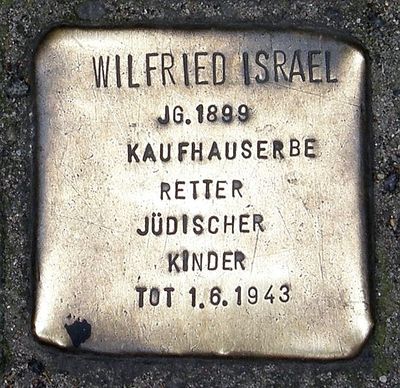 WILFRIED ISRAEL
JG. 1899
KAUFHAUSERBE
RETTER
JÜDISCHER
KINDER
TOT 1.6.1943